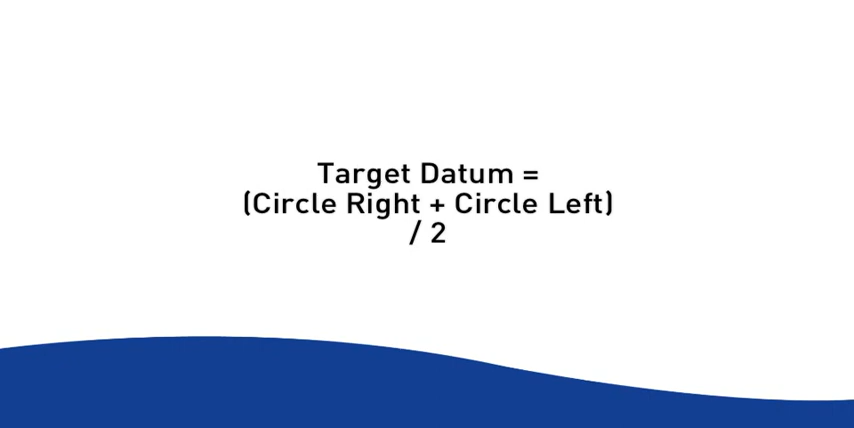 Target Datum =
(Circle Right + Circle Left)
/ 2